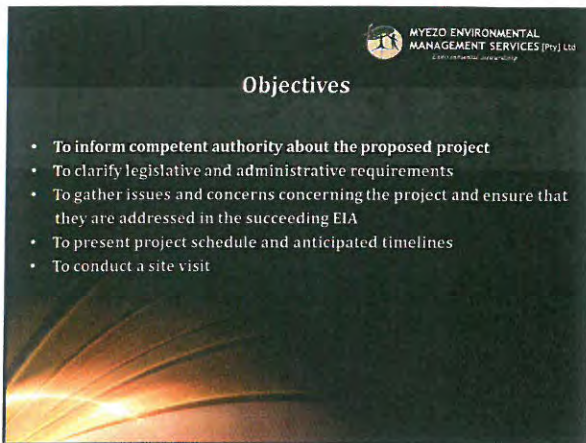 MYEZO ENVIRONMENTAL
MANAGEMENT SERVICES [Pty] Ltd
Environmental stewardship
Objectives
• To inform competent authority about the proposed project
• To clarify legislative and administrative requirements
• To gather issues and concerns concerning the project and ensure that
they are addressed in the succeeding EIA
• To present project schedule and anticipated timelines
• To conduct a site visit